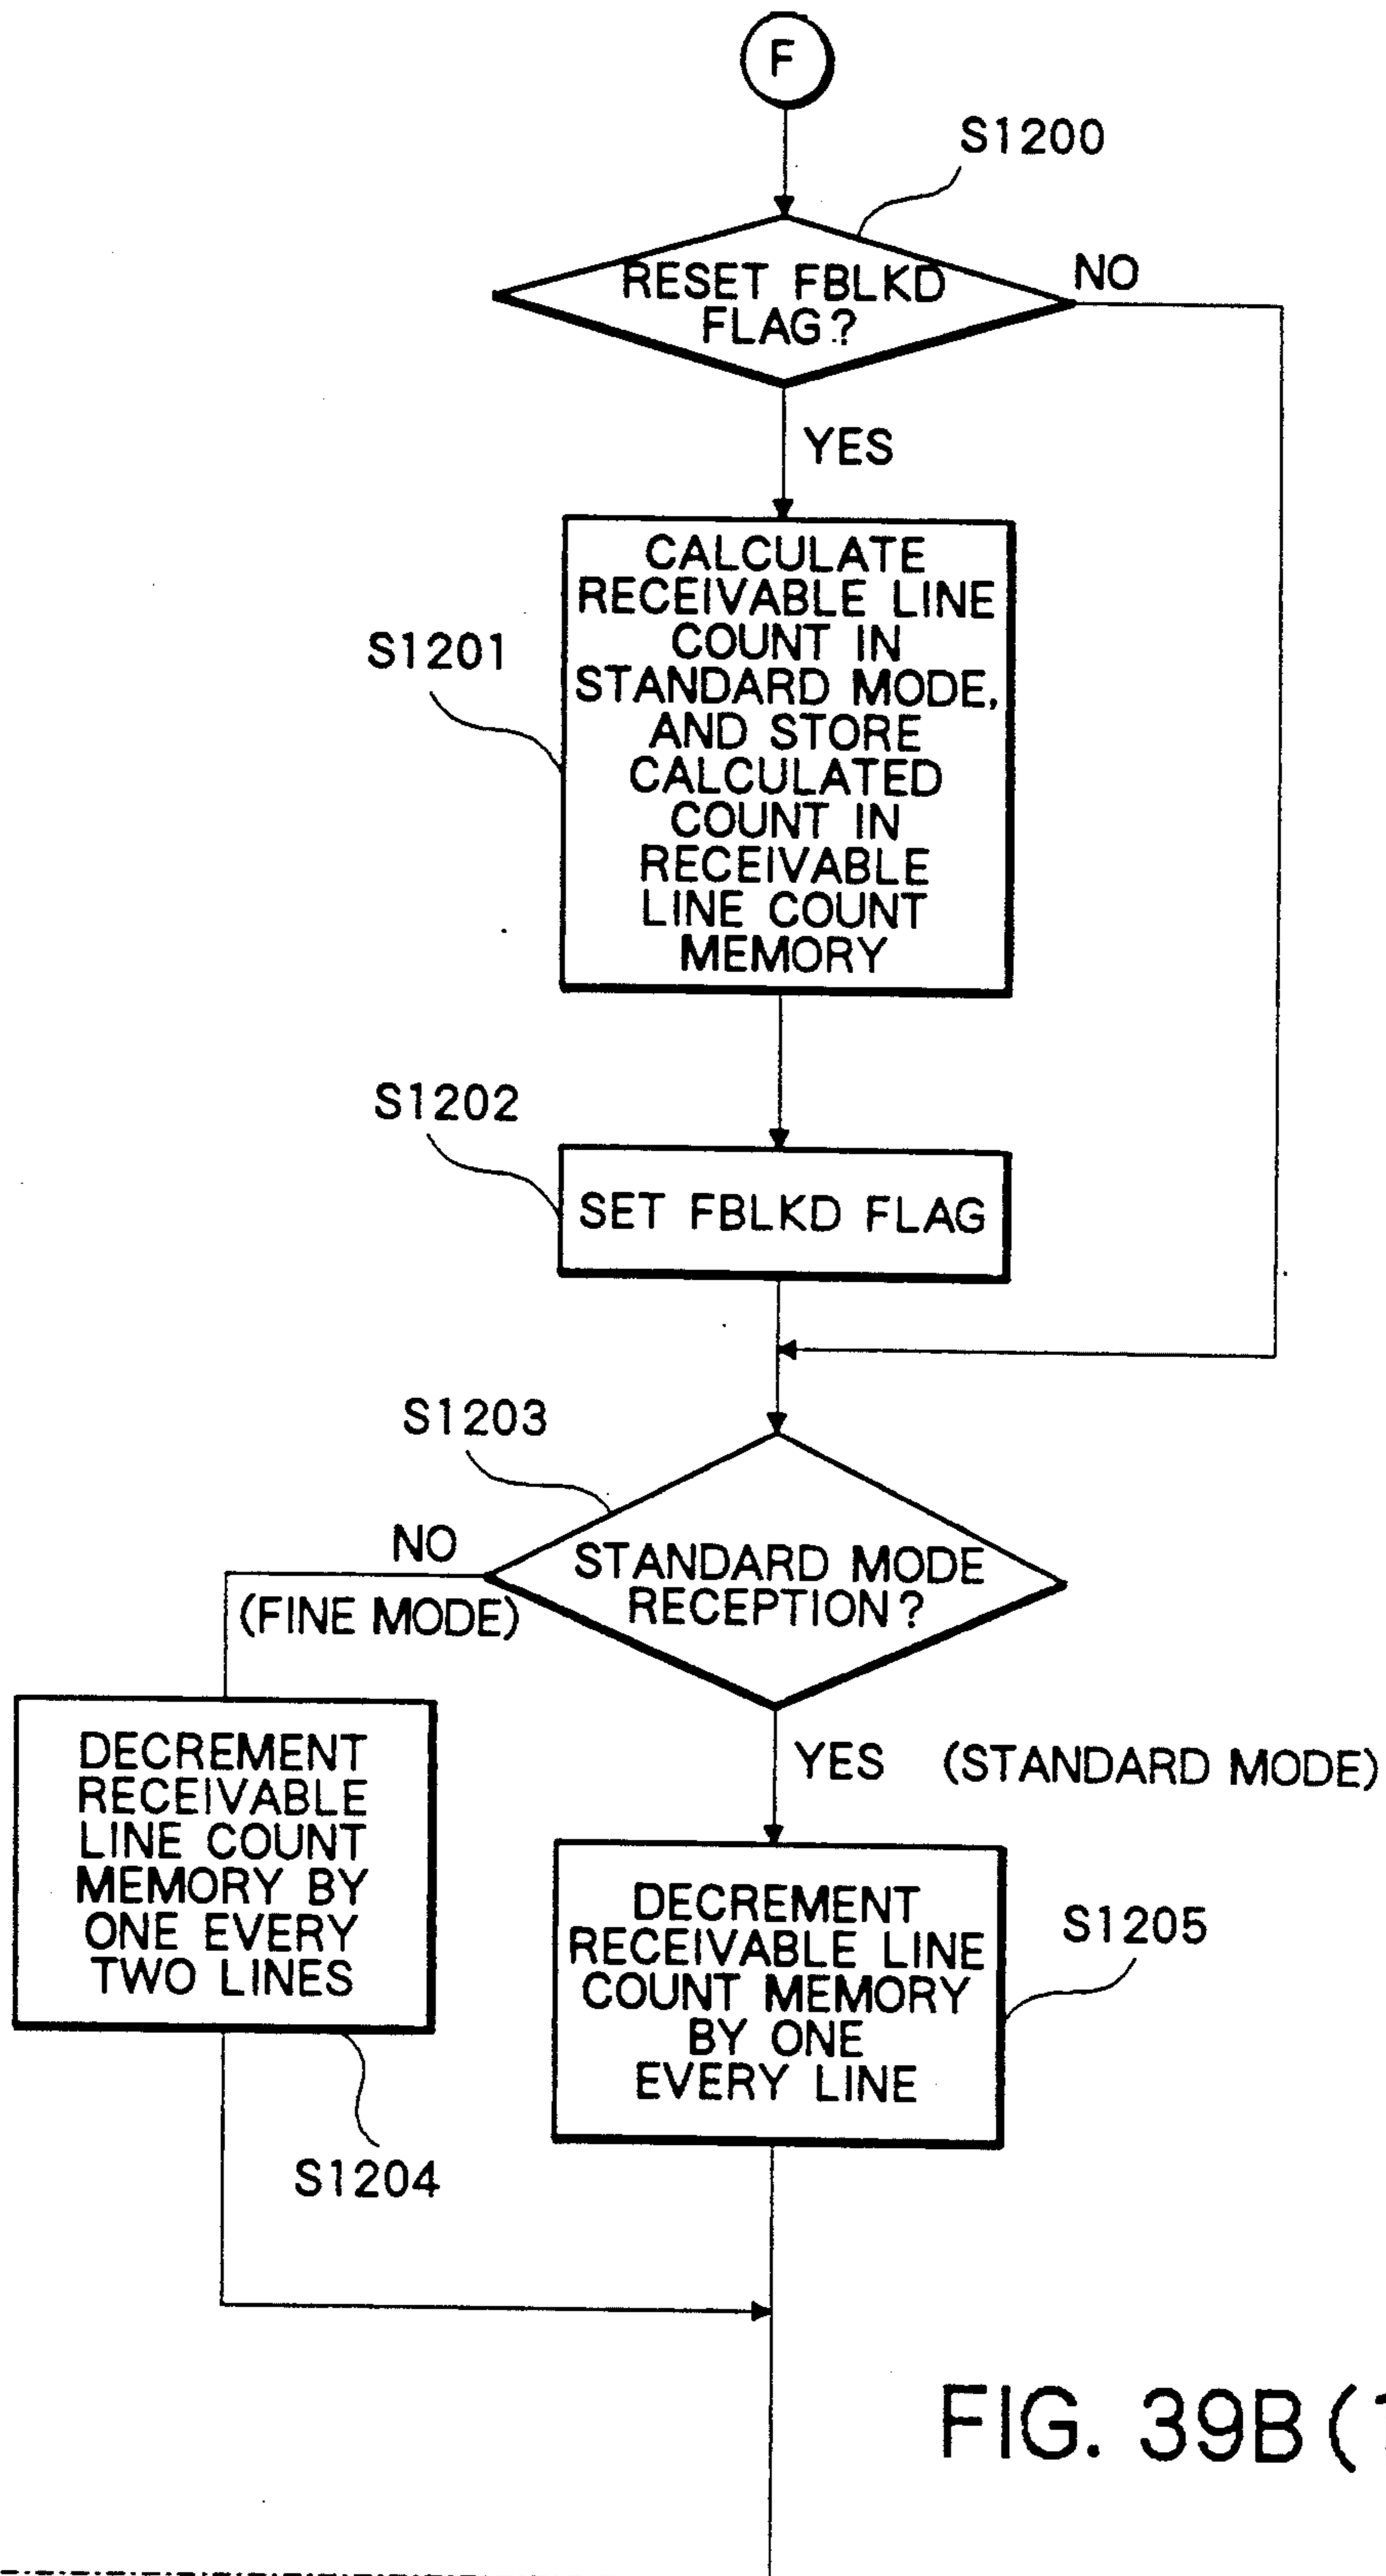 F
S1200
RESET FBLKD
FLAG?
NO
YES
S1201
CALCULATE
RECEIVABLE LINE
COUNT IN
STANDARD MODE,
AND STORE
CALCULATED
COUNT IN
RECEIVABLE
LINE COUNT
MEMORY
S1202
SET FBLKD FLAG
S1203
STANDARD MODE
RECEPTION?
NO
(FINE MODE)
YES (STANDARD MODE)
DECREMENT
RECEIVABLE
LINE COUNT
MEMORY BY
ONE EVERY
TWO LINES
S1204
DECREMENT
RECEIVABLE LINE
COUNT MEMORY
BY ONE
EVERY LINE
S1205
FIG. 39B (1